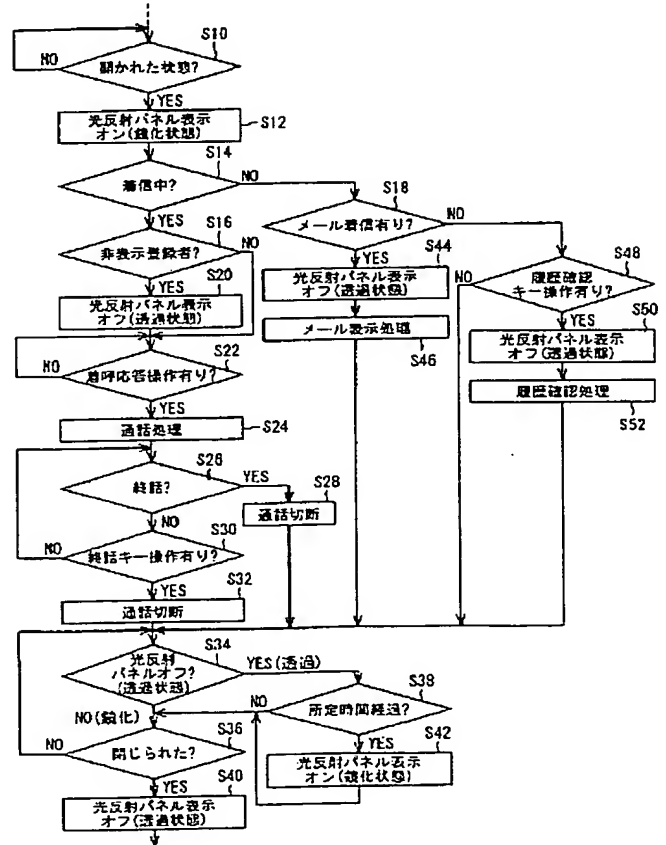 S10
開かれた状態?
NO
YES
光反射パネル表示
オン(鏡化状態)
S12
S14
着信中?
NO
YES
S16
非表示登録者?
NO
YES
S20
光反射パネル表示
オフ(透過状態)
S22
着呼応答操作有り?
NO
YES
通話処理
S24
S26
終話?
YES
NO
S28
通話切断
S30
終話キー操作有り?
NO
YES
S32
通話切断
S34
光反射
パネルオフ?
(透過状態)
YES(透過)
NO(鏡化)
S36
閉じられた?
NO
YES
S40
光反射パネル表示
オフ(透過状態)
S38
所定時間経過?
NO
YES
S42
光反射パネル表示
オン(鏡化状態)
S18
メール着信有り?
NO
YES
S44
光反射パネル表示
オフ(透過状態)
メール表示処理
S46
S48
履歴確認
キー操作有り?
NO
YES
S50
光反射パネル表示
オフ(透過状態)
履歴確認処理
S52